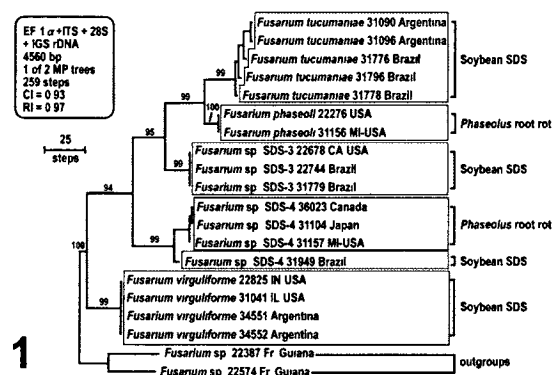 EF 1α +ITS + 28S
+ IGS rDNA
4560 bp
1 of 2 MP trees
259 steps
CI = 0 93
RI = 0 97
25
steps
Fusarium tucumaniae 31090 Argentina
Fusarium tucumaniae 31096 Argentina
Fusarium tucumaniae 31776 Brazil
Fusarium tucumaniae 31796 Brazil
Fusarium tucumaniae 31778 Brazil
Soybean SDS
Fusarium phaseoli 22276 USA
Fusarium phaseoli 31156 MI-USA
Phaseolus root rot
Fusarium sp SDS-3 22678 CA USA
Fusarium sp SDS-3 22744 Brazil
Fusarium sp SDS-3 31779 Brazil
Soybean SDS
Fusarium sp SDS-4 36023 Canada
Fusarium sp SDS-4 31104 Japan
Fusarium sp SDS-4 31157 MI-USA
Phaseolus root rot
Fusarium sp SDS-4 31949 Brazil
Soybean SDS
Fusarium virguliforme 22825 IN USA
Fusarium virguliforme 31041 IL USA
Fusarium virguliforme 34551 Argentina
Fusarium virguliforme 34552 Argentina
Soybean SDS
Fusarium sp 22387 Fr Guiana
Fusarium sp 22574 Fr Guiana
outgroups
99
99
100
95
99
94
99
100
99
1